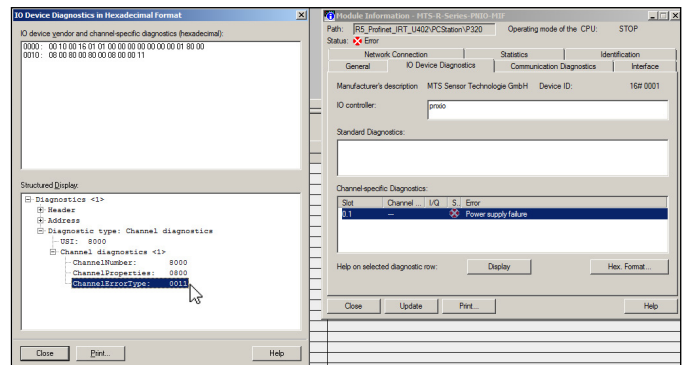 IO Device Diagnostics in Hexadecimal Format
IO device vendor and channel-specific diagnostics (hexadecimal):
0000 : 00 10 00 16 01 01 00 00 00 00 00 00 00 01 80 00
0010 : 08 00 80 00 80 00 08 00 00 11
Structured Display:
Diagnostics <1>
Header
Address
Diagnostic type: Channel diagnostics
USI: 8000
Channel diagnostics <1>
ChannelNumber: 8000
ChannelProperties: 0800
ChannelErrorType: 0011
Close Print... Help
Module Information - MTS-R-Series-PNIO-MIF
Path: R5_Profinet_IRT_U402\PCStation\P320 Operating mode of the CPU: STOP
Status: Error
Network Connection Statistics Identification
General IO Device Diagnostics Communication Diagnostics Interface
Manufacturer's description MTS Sensor Technologie GmbH Device ID: 16# 0001
IO controller: pnxio
Standard Diagnostics:
Channel-specific Diagnostics:
Slot Channel ... I/Q S.. Error
0.1 --- Power supply failure
Help on selected diagnostic row: Display Hex. Format...
Close Update Print... Help